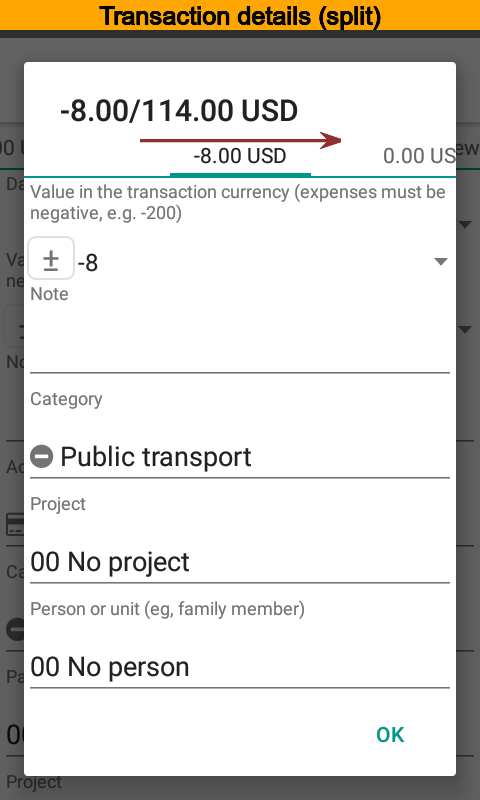 Transaction details (split)
-8.00/114.00 USD
-8.00 USD
0.00 US
Value in the transaction currency (expenses must be
negative, e.g. -200)
± -8
Note
Category
Public transport
Project
00 No project
Person or unit (eg, family member)
00 No person
OK
Project